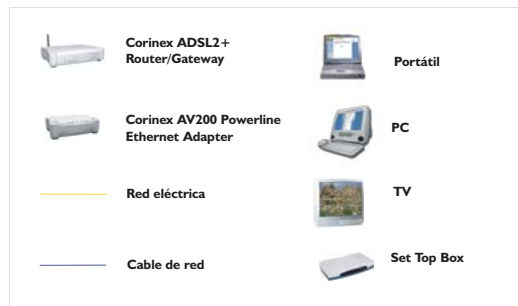 Corinex ADSL2+
Router/Gateway
Portátil
Corinex AV200 Powerline
Ethernet Adapter
PC
Red eléctrica
TV
Cable de red
Set Top Box